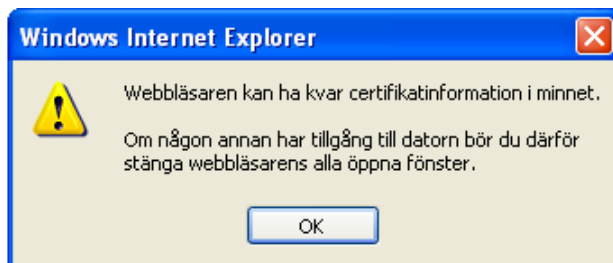 Windows Internet Explorer
Webbläsaren kan ha kvar certifikatinformation i minnet.
Om någon annan har tillgång till datorn bör du därför
stänga webbläsarens alla öppna fönster.
OK